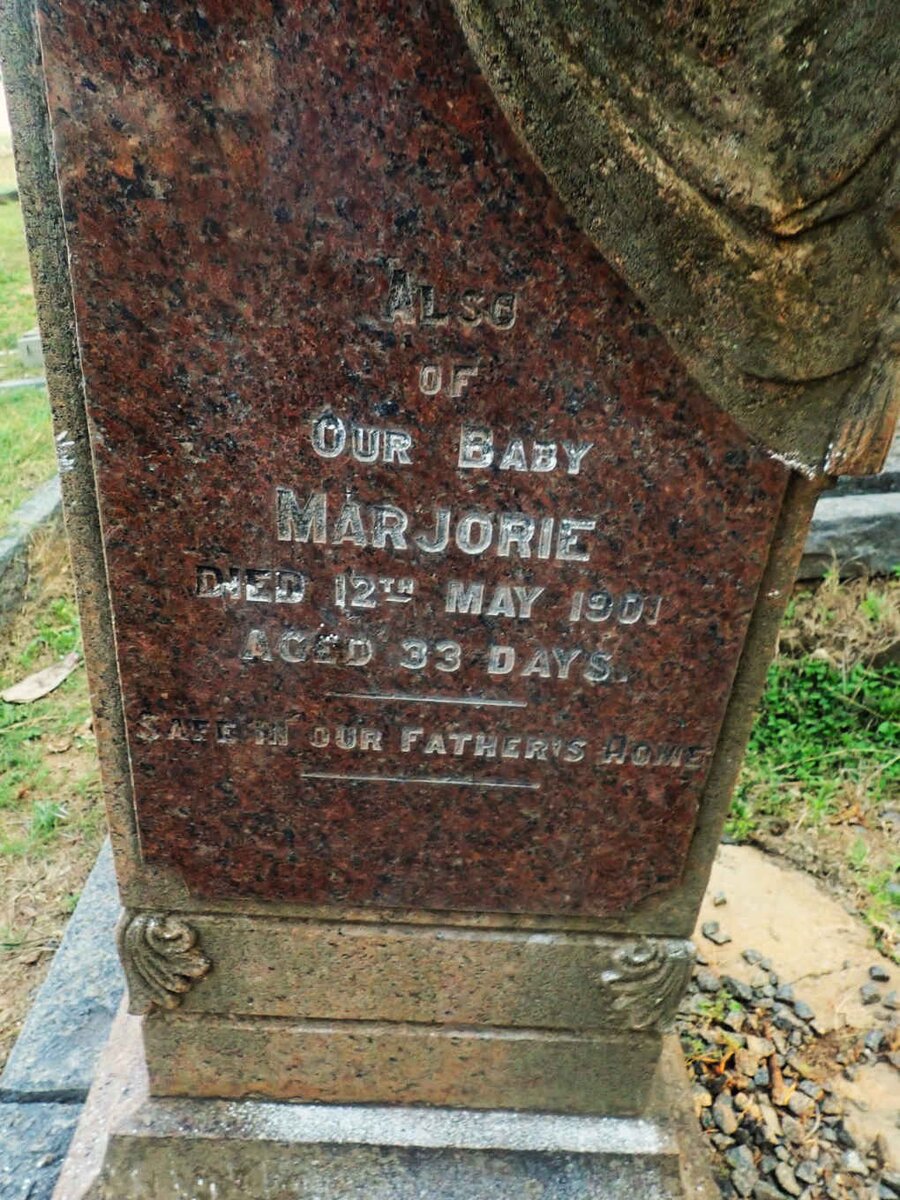 ALSO
OF
OUR BABY
MARJORIE
DIED 12TH MAY 1901
AGED 33 DAYS.
SAFE IN OUR FATHER'S HOME